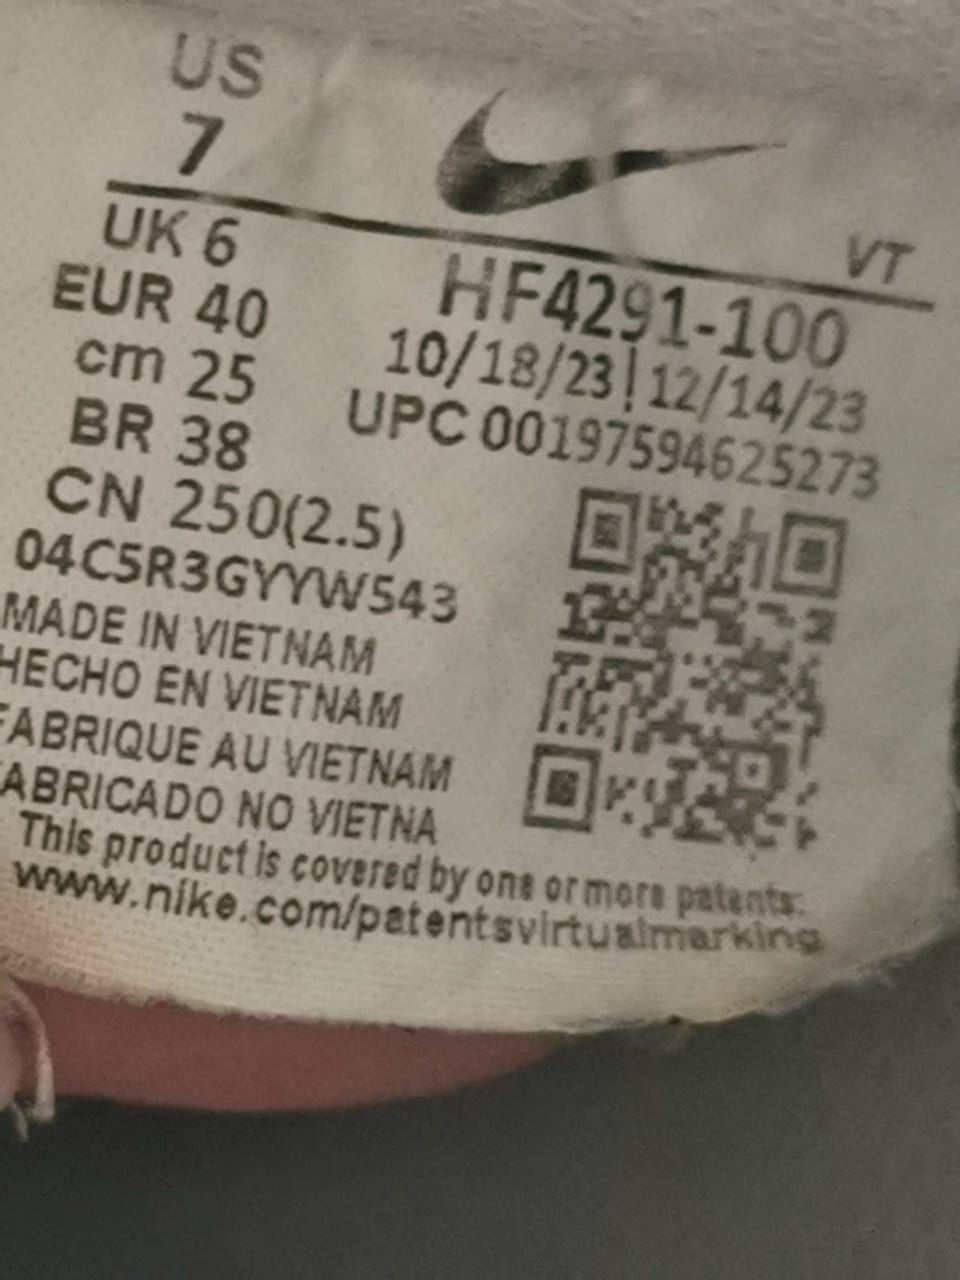 US
7
VT
UK 6
EUR 40
cm 25
BR 38
CN 250(2.5)
HF4291-100
10/18/23|12/14/23
UPC 00197594625273
04C5R3GYYW543
MADE IN VIETNAM
HECHO EN VIETNAM
FABRIQUE AU VIETNAM
FABRICADO NO VIETNA
This product is covered by one or more patents:
www.nike.com/patentsvirtualmarking